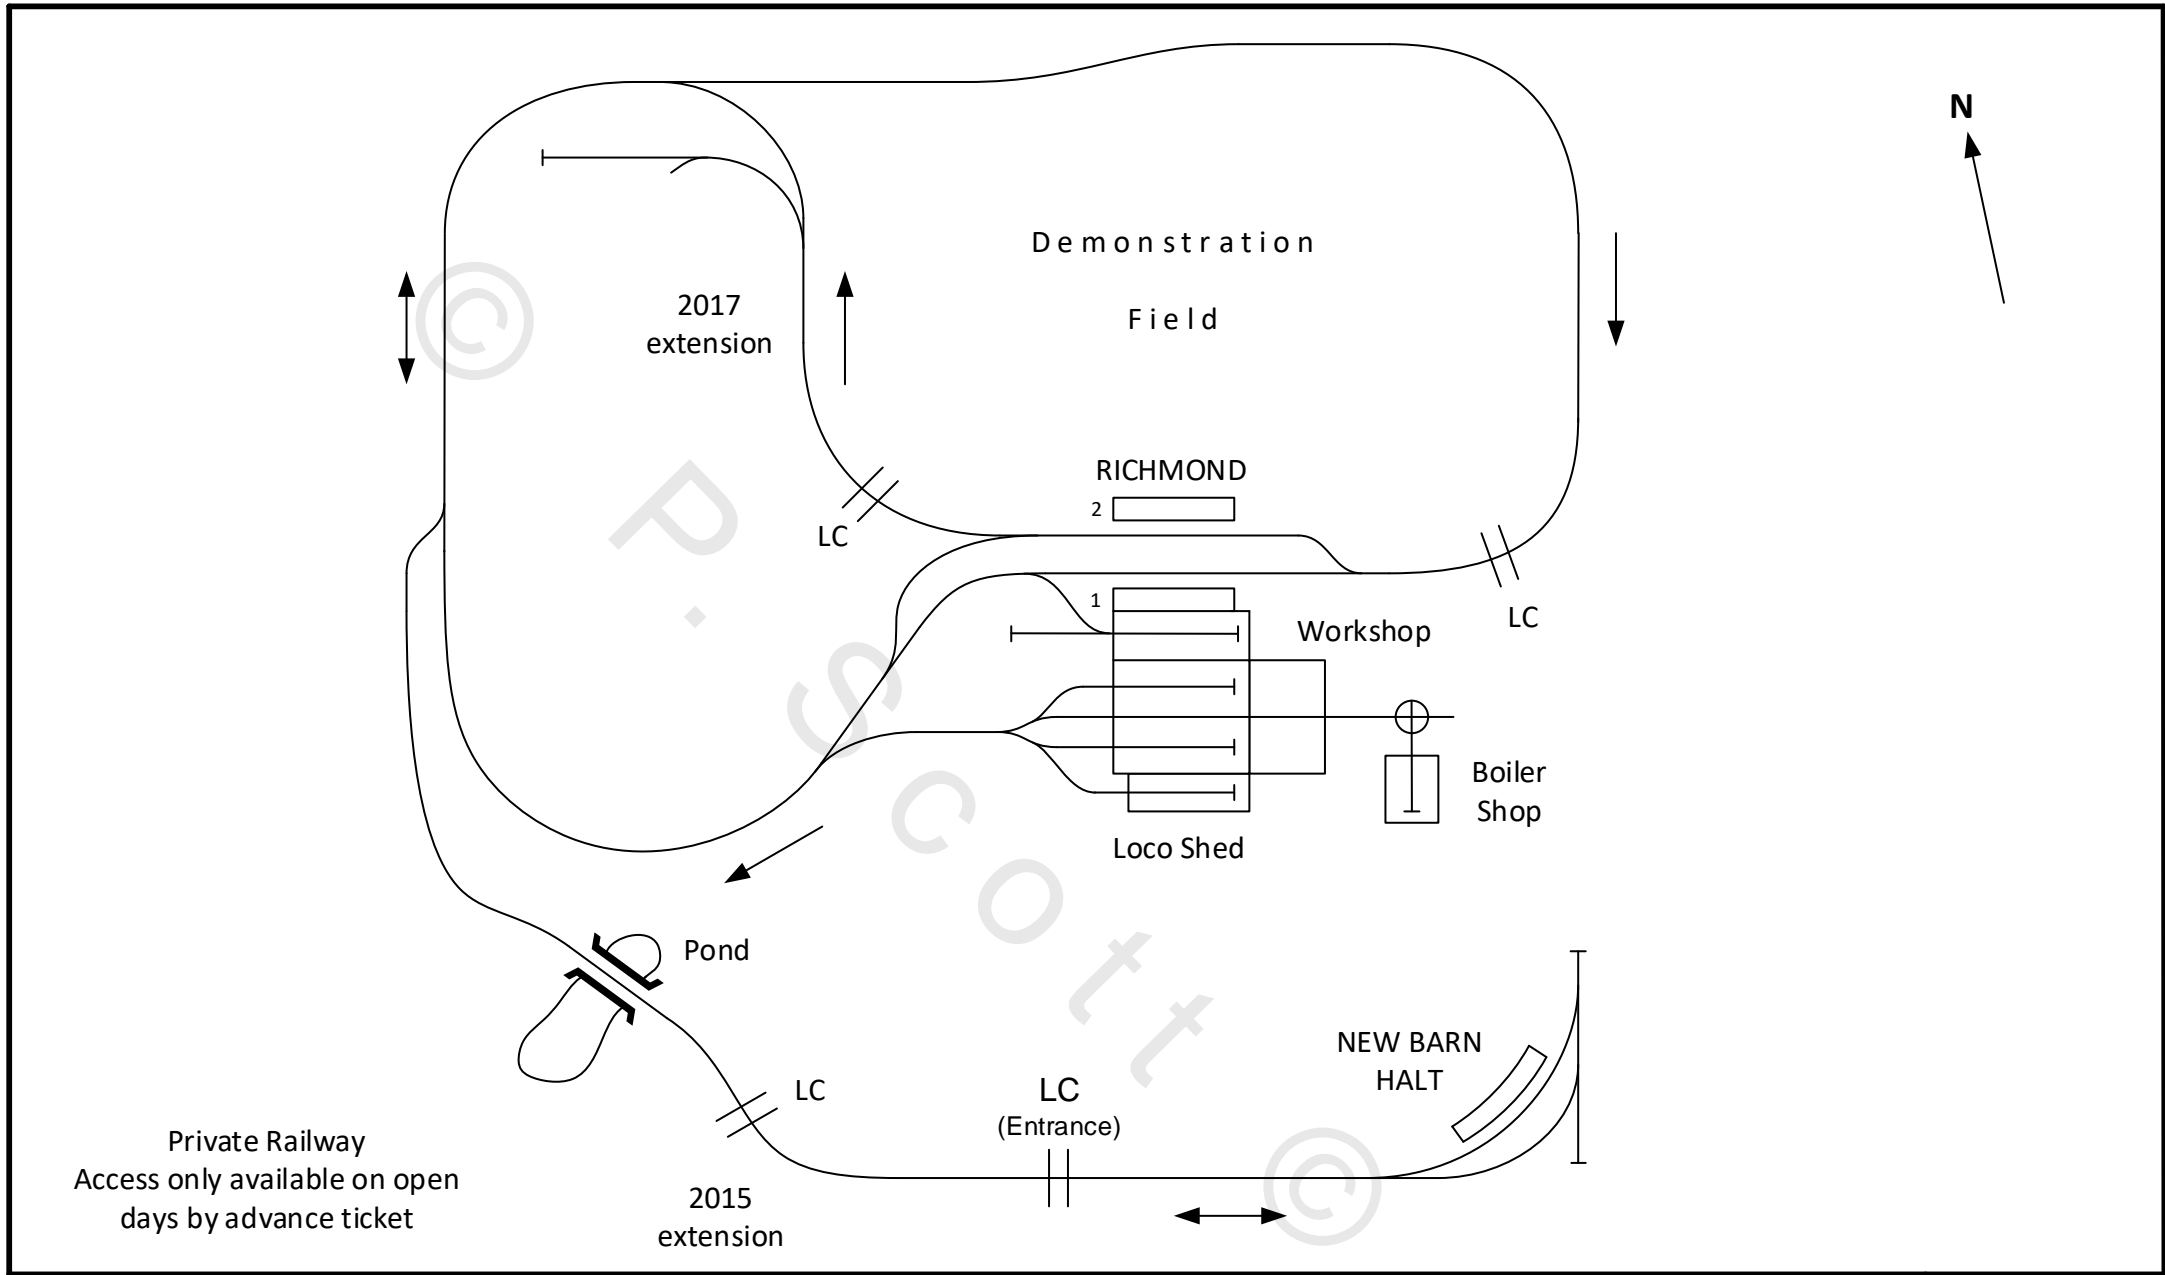 N
Demonstration
Field
2017
extension
RICHMOND
2
LC
1
LC
Workshop
Boiler
Shop
Loco Shed
Pond
NEW BARN
HALT
LC
LC
(Entrance)
Private Railway
Access only available on open
days by advance ticket
2015
extension
© P. Scott ©